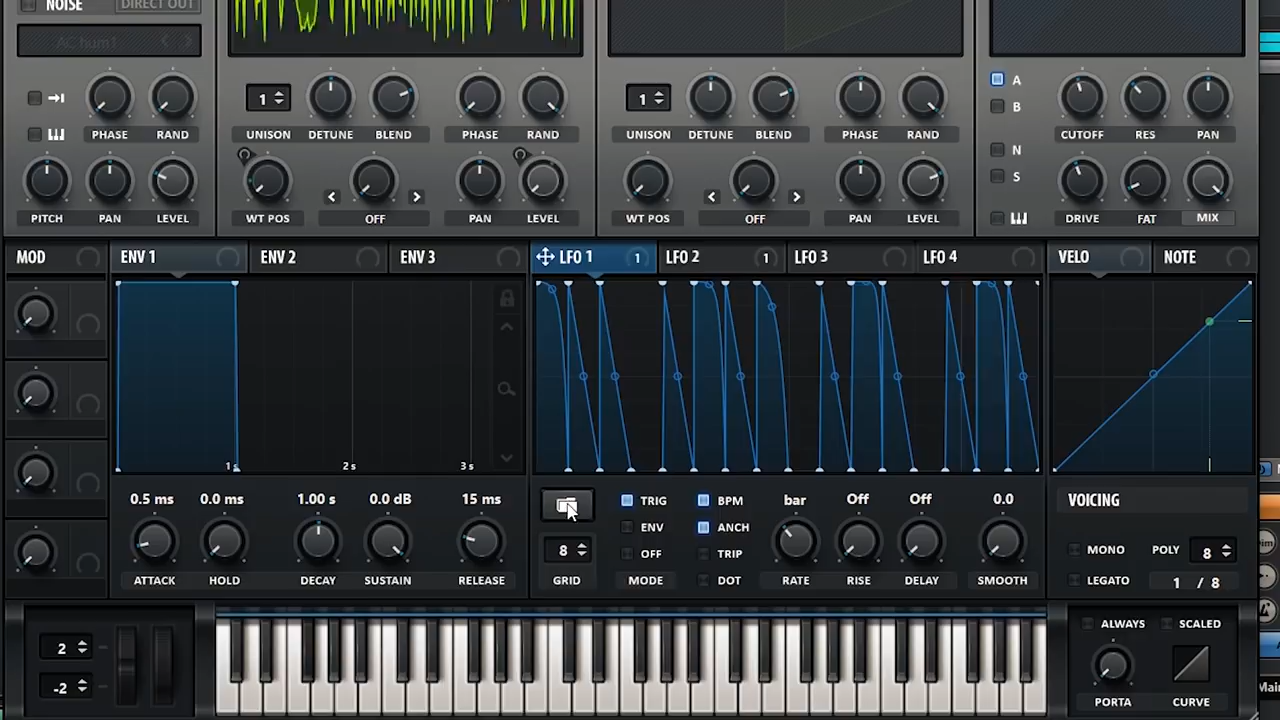 NOISE DIRECT OUT
AC hum1
1 1 A
B
PHASE RAND UNISON DETUNE BLEND PHASE RAND UNISON DETUNE BLEND PHASE RAND CUTOFF RES PAN
N
S
PITCH PAN LEVEL WT POS OFF PAN LEVEL WT POS OFF PAN LEVEL DRIVE FAT MIX
MOD ENV 1 ENV 2 ENV 3 LFO 1 1 LFO 2 1 LFO 3 LFO 4 VELO NOTE
1 s 2 s 3 s
0.5 ms 0.0 ms 1.00 s 0.0 dB 15 ms TRIG BPM bar Off Off 0.0 VOICING
ENV ANCH
8 OFF TRIP MONO POLY 8
ATTACK HOLD DECAY SUSTAIN RELEASE GRID MODE DOT RATE RISE DELAY SMOOTH LEGATO 1 / 8
ALWAYS SCALED
2
-2
PORTA CURVE